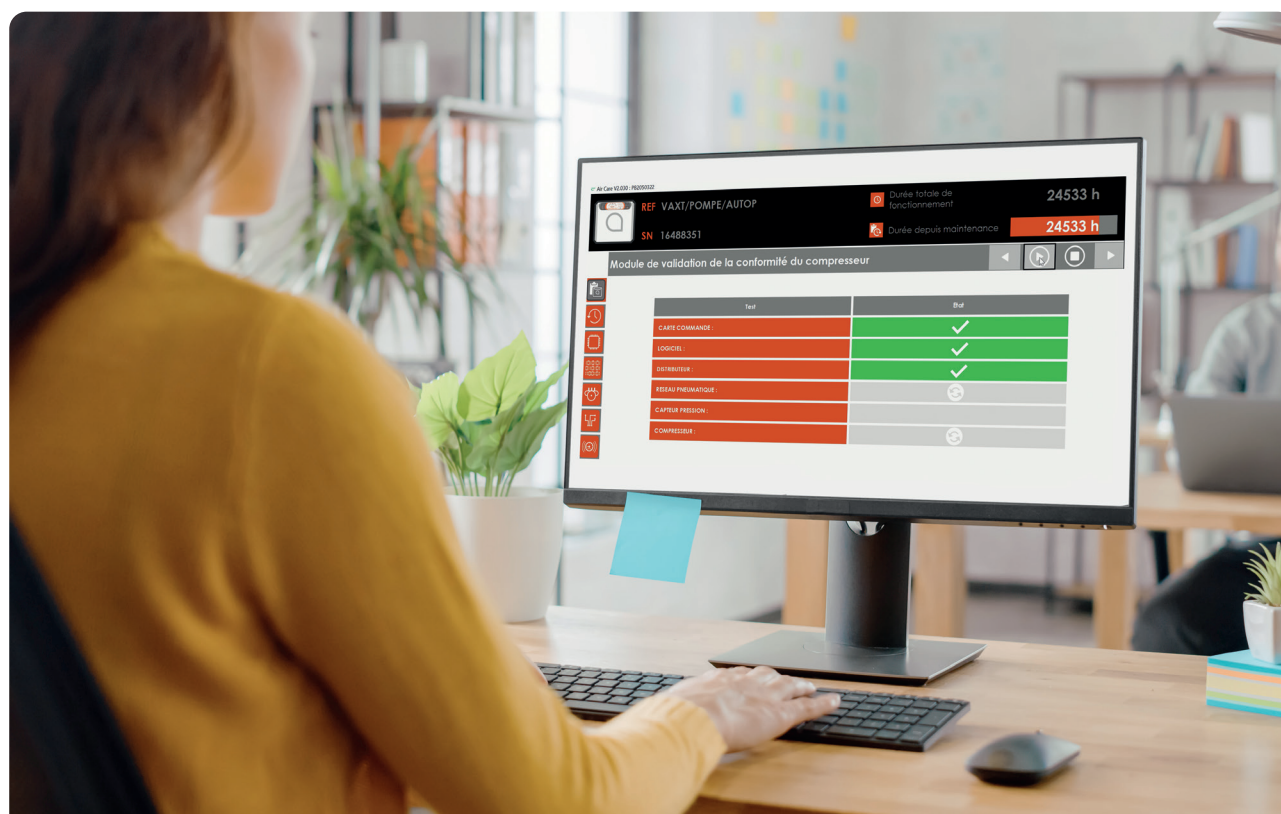 Air Care V2.030 : PB2050322
REF VAXT/POMPE/AUTOP
SN 16488351
Durée totale de
fonctionnement
24533 h
Durée depuis maintenance
24533 h
Module de validation de la conformité du compresseur
Test
Etat
CARTE COMMANDE :
LOGICIEL :
DISTRIBUTEUR :
RESEAU PNEUMATIQUE :
CAPTEUR PRESSION :
COMPRESSEUR :